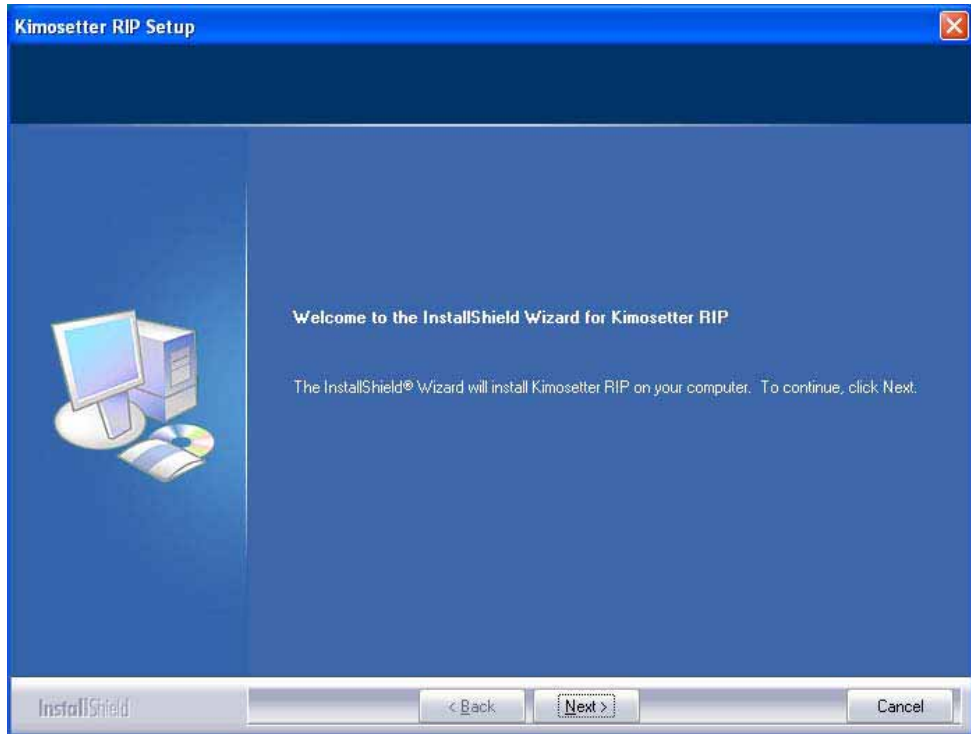 Kimosetter RIP Setup
Welcome to the InstallShield Wizard for Kimosetter RIP
The InstallShield® Wizard will install Kimosetter RIP on your computer. To continue, click Next.
InstallShield
< Back
Next >
Cancel